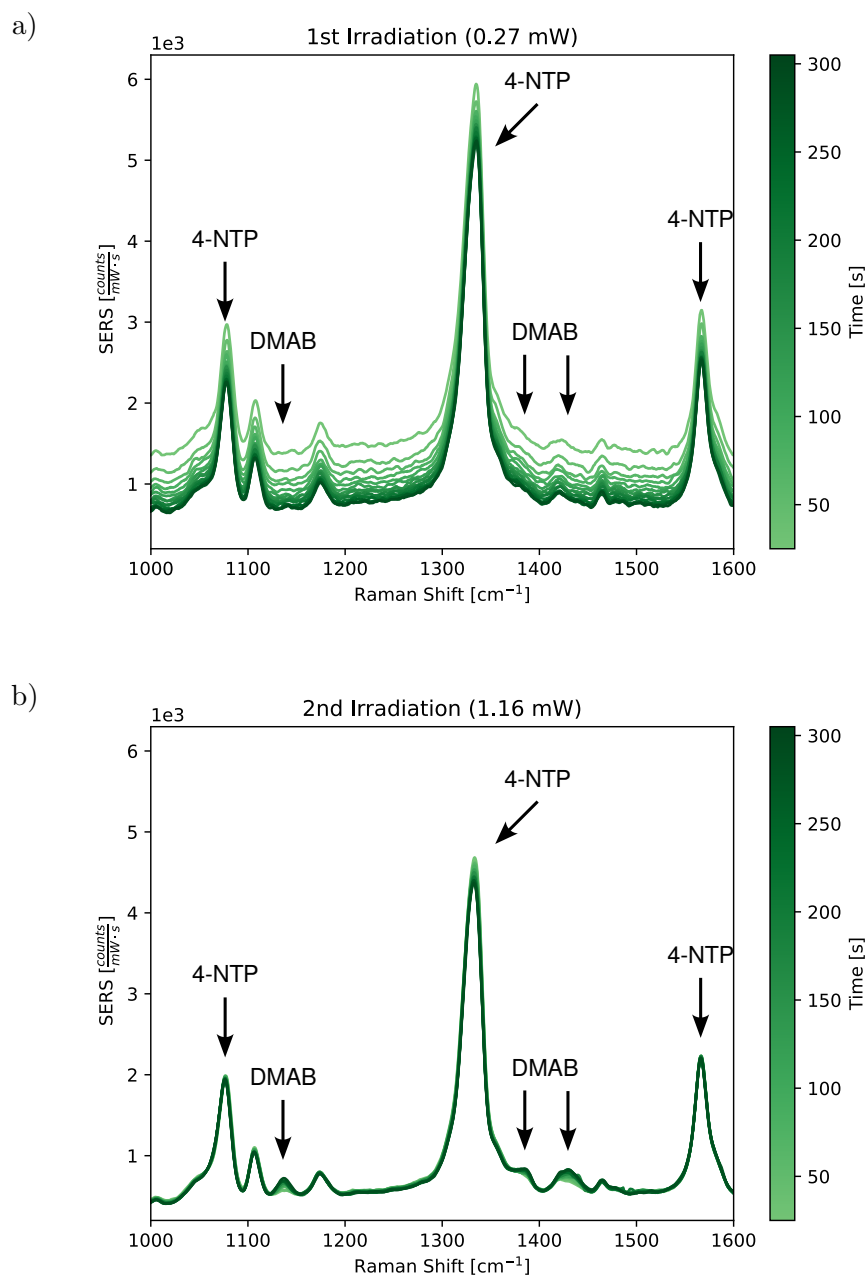 a)
1e3
1st Irradiation (0.27 mW)
6
5
4
3
2
1
SERS [counts/mW·s]
4-NTP
4-NTP
4-NTP
DMAB
DMAB
1000 1100 1200 1300 1400 1500 1600
Raman Shift [cm⁻¹]
300
250
200
150
100
50
Time [s]
b)
1e3
2nd Irradiation (1.16 mW)
6
5
4
3
2
1
SERS [counts/mW·s]
4-NTP
4-NTP
4-NTP
DMAB
DMAB
1000 1100 1200 1300 1400 1500 1600
Raman Shift [cm⁻¹]
300
250
200
150
100
50
Time [s]